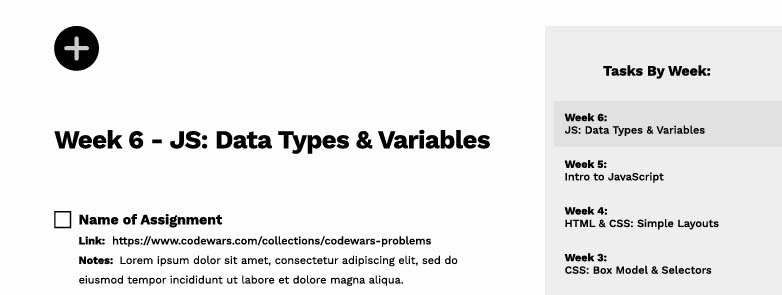 Week 6 - JS: Data Types & Variables
Name of Assignment
Link: https://www.codewars.com/collections/codewars-problems
Notes: Lorem ipsum dolor sit amet, consectetur adipiscing elit, sed do
eiusmod tempor incididunt ut labore et dolore magna aliqua.
Tasks By Week:
Week 6:
JS: Data Types & Variables
Week 5:
Intro to JavaScript
Week 4:
HTML & CSS: Simple Layouts
Week 3:
CSS: Box Model & Selectors